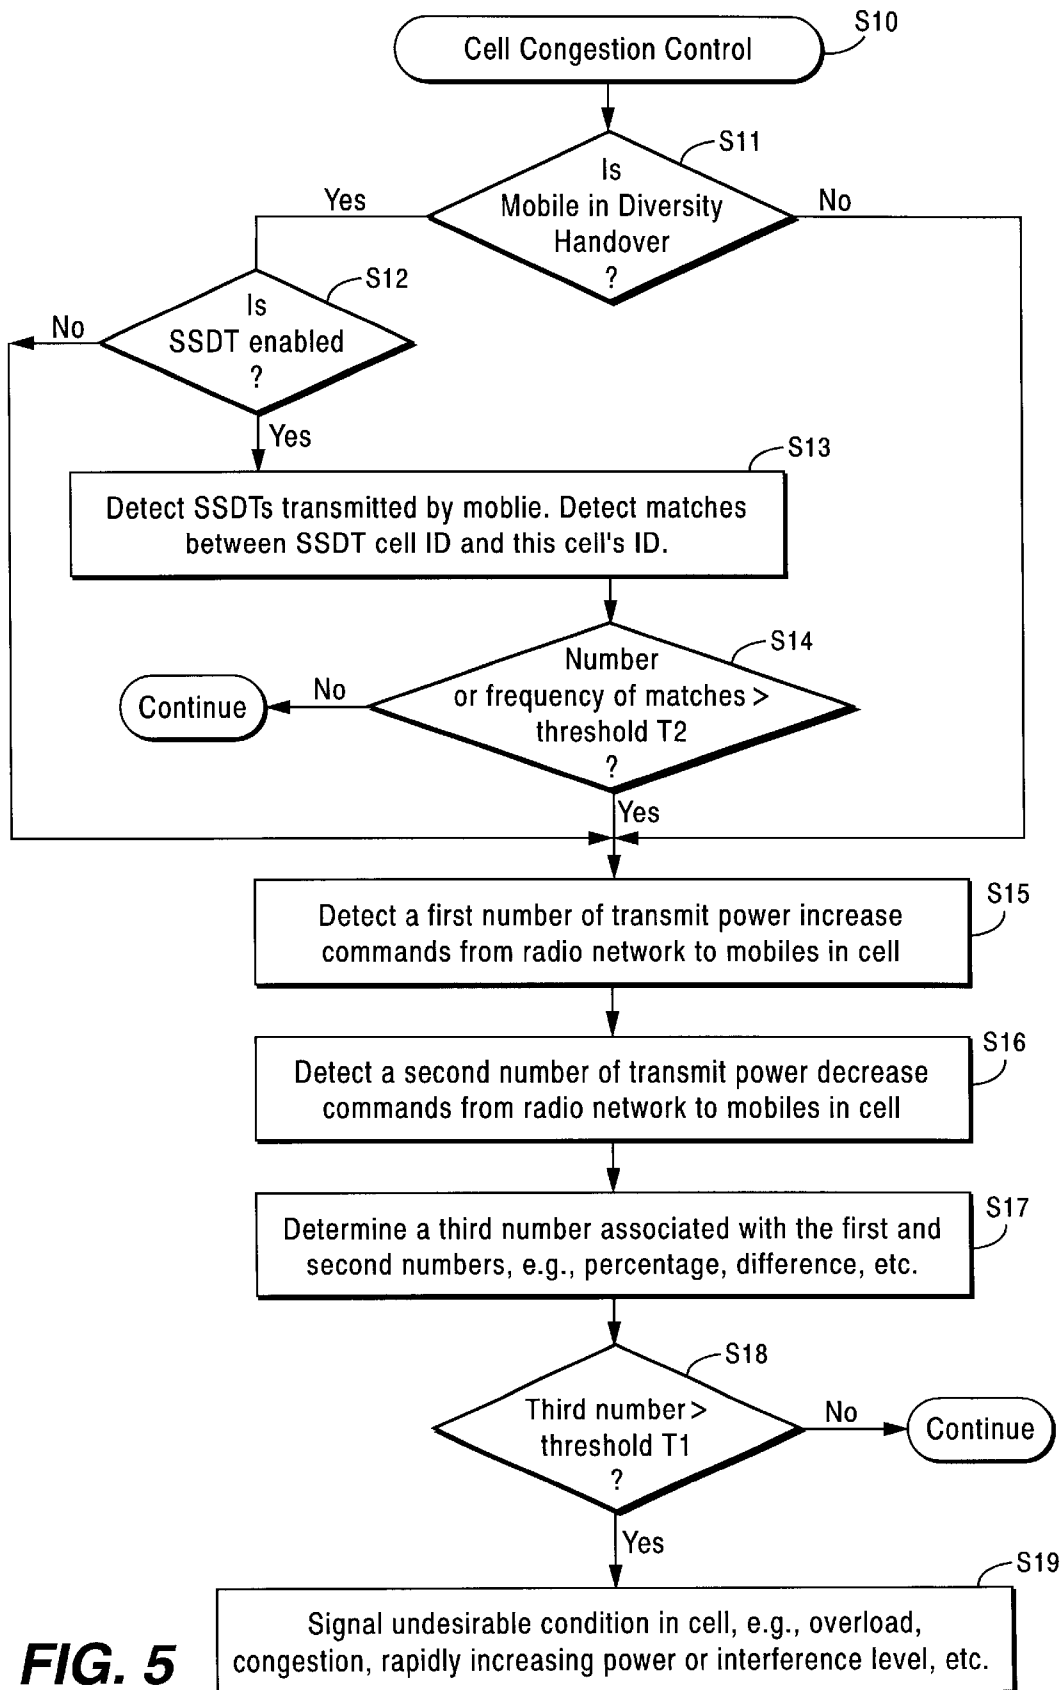 Cell Congestion Control
S10
S11
Is
Mobile in Diversity
Handover
?
Yes
No
S12
Is
SSDT enabled
?
No
Yes
S13
Detect SSDTs transmitted by moblie. Detect matches
between SSDT cell ID and this cell's ID.
S14
Number
or frequency of matches >
threshold T2
?
No
Continue
Yes
S15
Detect a first number of transmit power increase
commands from radio network to mobiles in cell
S16
Detect a second number of transmit power decrease
commands from radio network to mobiles in cell
S17
Determine a third number associated with the first and
second numbers, e.g., percentage, difference, etc.
S18
Third number >
threshold T1
?
No
Continue
Yes
S19
Signal undesirable condition in cell, e.g., overload,
congestion, rapidly increasing power or interference level, etc.
FIG. 5